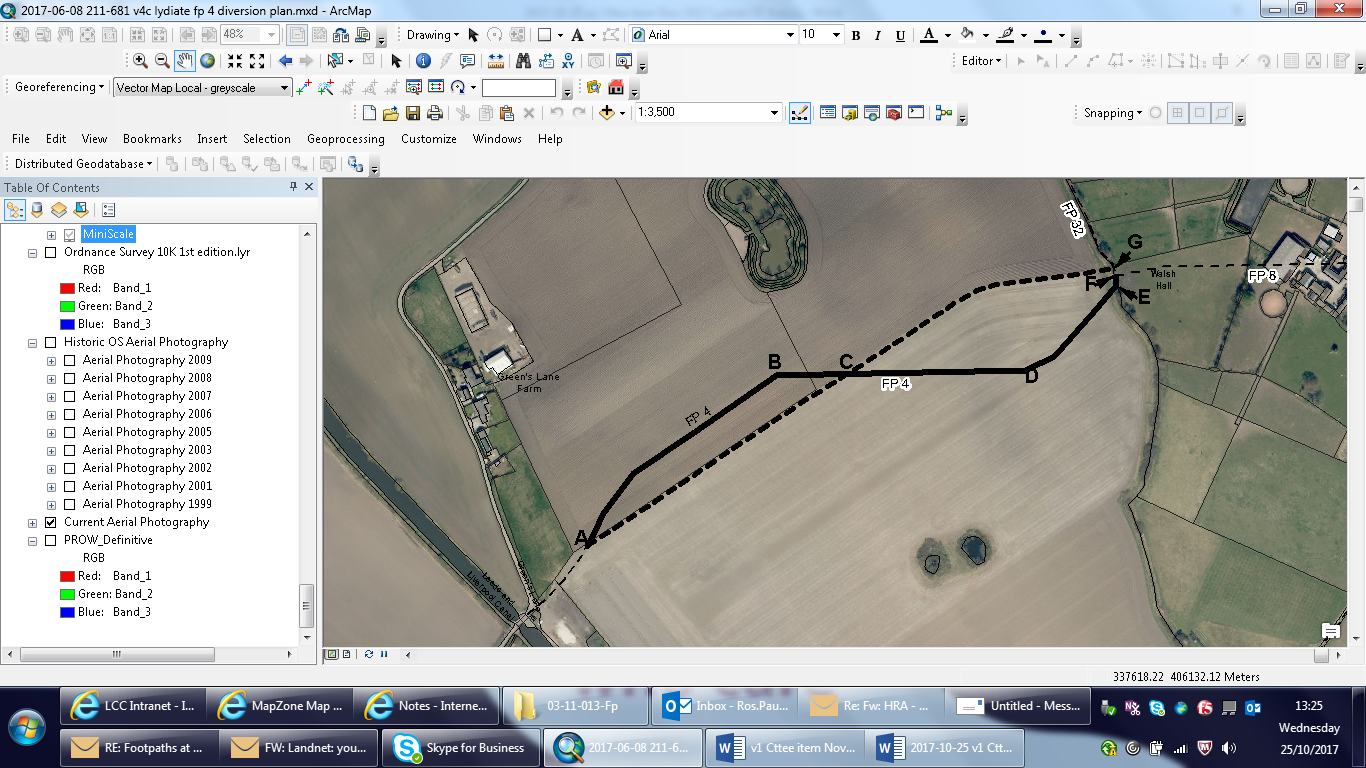 2017-06-08 211-681 v4c lydiate fp 4 diversion plan.mxd - ArcMap
48% Drawing A Arial 10 B I U A
Editor
Georeferencing Vector Map Local - greyscale
1:3,500 Snapping
File Edit View Bookmarks Insert Selection Geoprocessing Customize Windows Help
Distributed Geodatabase
Table Of Contents
MiniScale
Ordnance Survey 10K 1st edition.lyr
RGB
Red: Band_1
Green: Band_2
Blue: Band_3
Historic OS Aerial Photography
Aerial Photography 2009
Aerial Photography 2008
Aerial Photography 2007
Aerial Photography 2006
Aerial Photography 2005
Aerial Photography 2003
Aerial Photography 2002
Aerial Photography 2001
Aerial Photography 1999
Current Aerial Photography
PROW_Definitive
RGB
Red: Band_1
Green: Band_2
Blue: Band_3
FP 32
G
F
E
Walsh
Hall
FP 8
B
C
D
FP 4
FP 4
Green's Lane
Farm
A
Leeds and
Liverpool Canal
337618.22 406132.12 Meters
LCC Intranet - I...
MapZone Map ...
Notes - Interne...
03-11-013-Fp
Inbox - Ros.Pau...
Re: Fw: HRA - ...
Untitled - Mess...
13:25
RE: Footpaths at ...
FW: Landnet: you...
Skype for Business
2017-06-08 211-6...
v1 Cttee item Nov...
2017-10-25 v1 Ctt...
Wednesday
25/10/2017